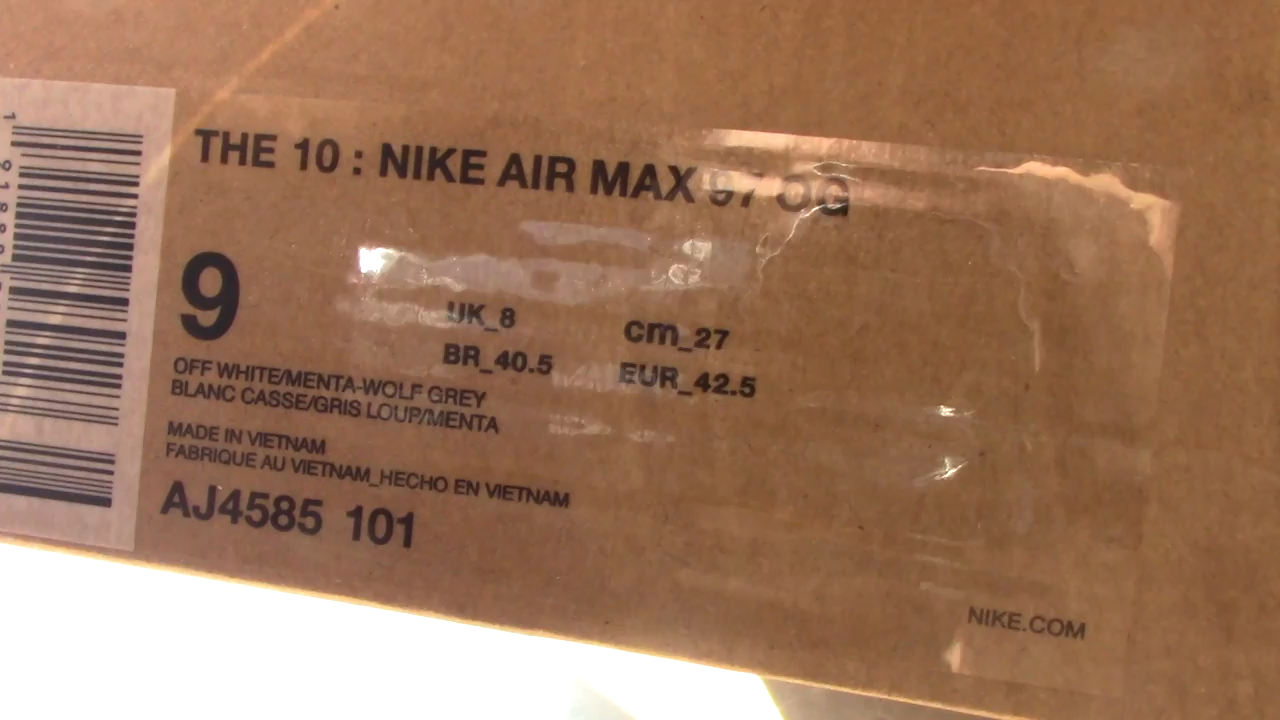 THE 10 : NIKE AIR MAX 97 OG
9
UK_8 cm_27
BR_40.5 EUR_42.5
OFF WHITE/MENTA-WOLF GREY
BLANC CASSE/GRIS LOUP/MENTA
MADE IN VIETNAM
FABRIQUE AU VIETNAM_HECHO EN VIETNAM
AJ4585 101
NIKE.COM